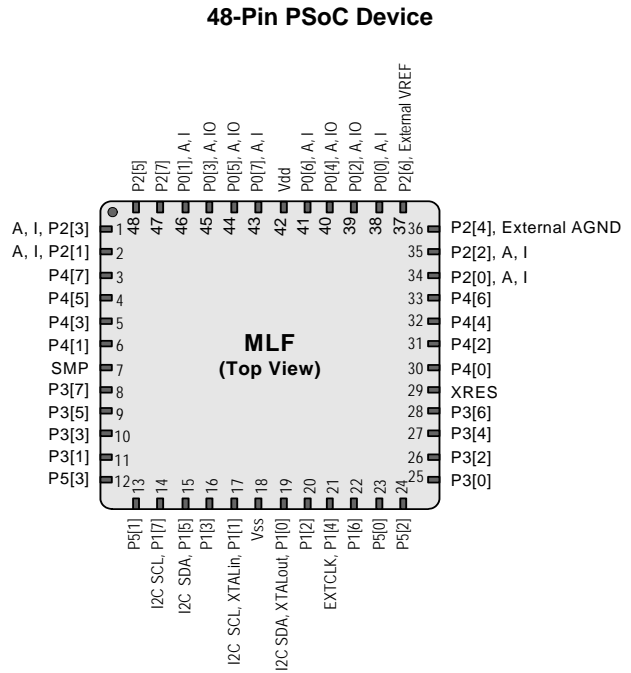 48-Pin PSoC Device
P2[5]
P2[7]
P0[1], A, I
P0[3], A, IO
P0[5], A, IO
P0[7], A, I
Vdd
P0[6], A, I
P0[4], A, IO
P0[2], A, IO
P0[0], A, I
P2[6], External VREF
48
47
46
45
44
43
42
41
40
39
38
37
A, I, P2[3] 1
A, I, P2[1] 2
P4[7] 3
P4[5] 4
P4[3] 5
P4[1] 6
SMP 7
P3[7] 8
P3[5] 9
P3[3] 10
P3[1] 11
P5[3] 12
MLF
(Top View)
36 P2[4], External AGND
35 P2[2], A, I
34 P2[0], A, I
33 P4[6]
32 P4[4]
31 P4[2]
30 P4[0]
29 XRES
28 P3[6]
27 P3[4]
26 P3[2]
25 P3[0]
13
14
15
16
17
18
19
20
21
22
23
24
P5[1]
I2C SCL, P1[7]
I2C SDA, P1[5]
P1[3]
I2C SCL, XTALin, P1[1]
Vss
I2C SDA, XTALout, P1[0]
P1[2]
EXTCLK, P1[4]
P1[6]
P5[0]
P5[2]